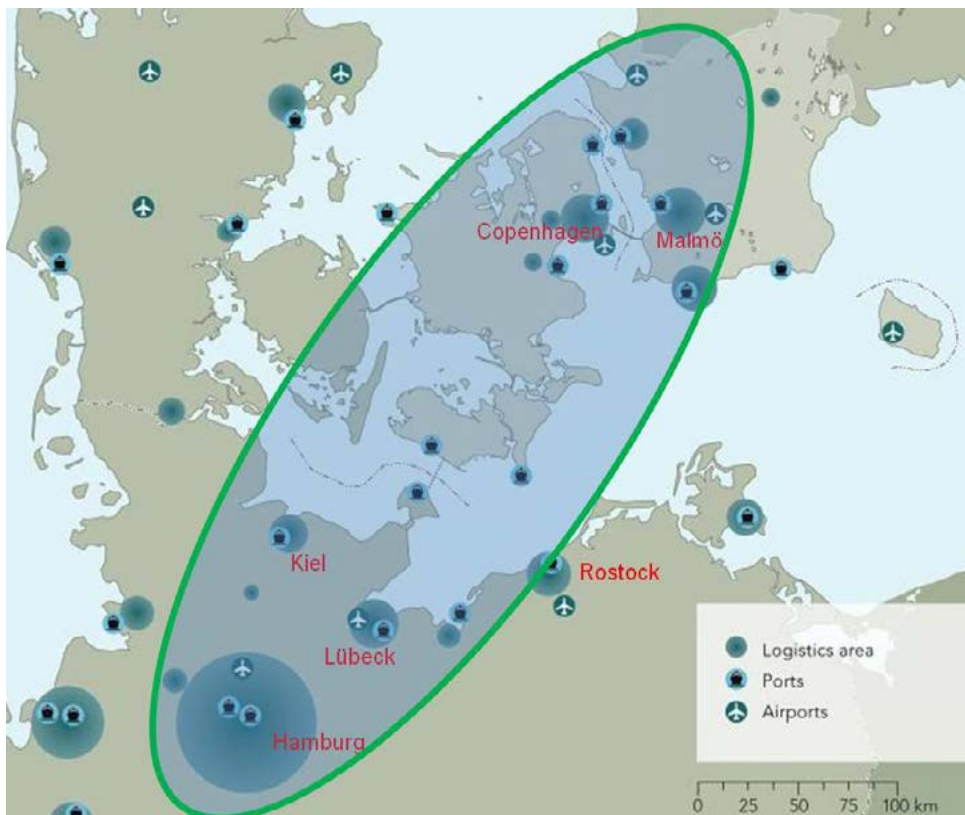 Copenhagen
Malmö
Kiel
Rostock
Lübeck
Hamburg
Logistics area
Ports
Airports
0 25 50 75 100 km